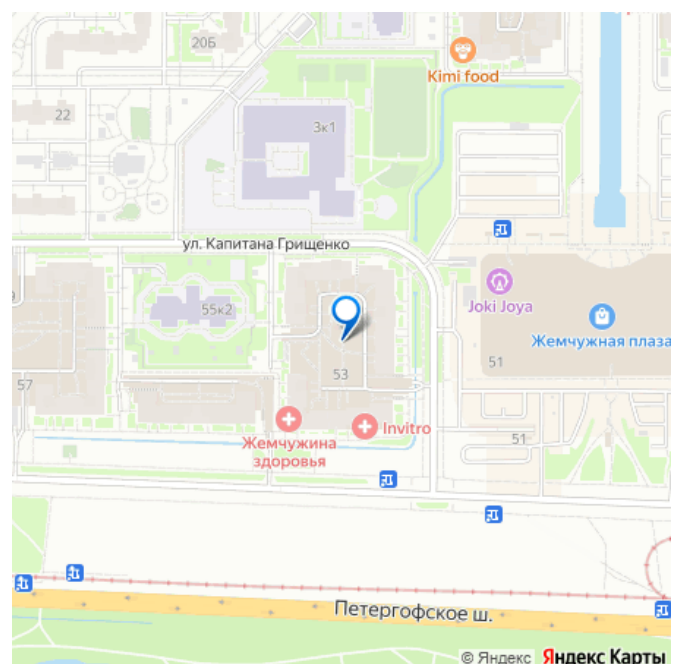 20Б
Kimi food
22
3к1
ул. Капитана Грищенко
Joki Joya
55к2
Жемчужная плаза
51
53
57
Invitro
Жемчужина
здоровья
51
Петергофское ш.
© Яндекс Яндекс Карты